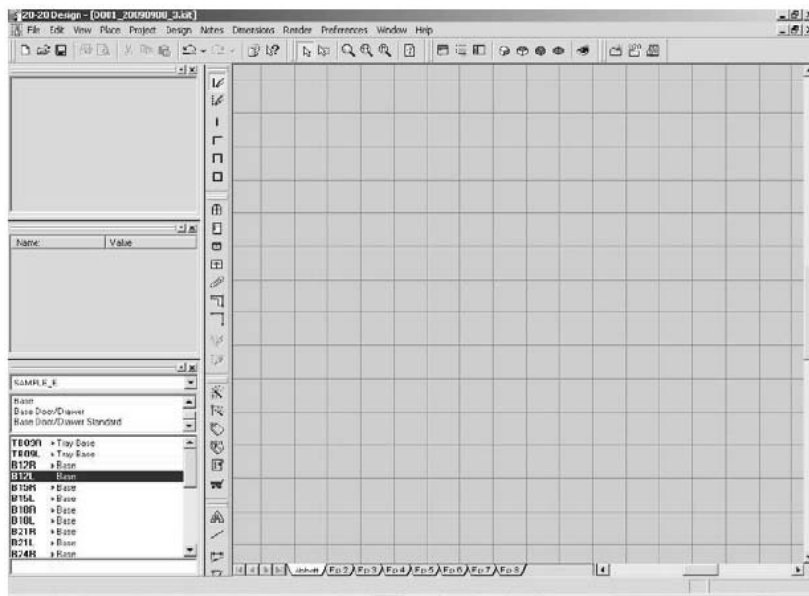 20-20 Design - [D001_20090908_3.kit]
File Edit View Place Project Design Notes Dimensions Render Preferences Window Help
Name: Value
SAMPLE_E
Base
Base Door/Drawer
Base Door/Drawer Standard
TB09R Tray Base
TB09L Tray Base
B12R Base
B12L Base
B15R Base
B15L Base
B18R Base
B18L Base
B21R Base
B21L Base
B24R Base
Fp 2 Fp 3 Fp 4 Fp 5 Fp 6 Fp 7 Fp 8